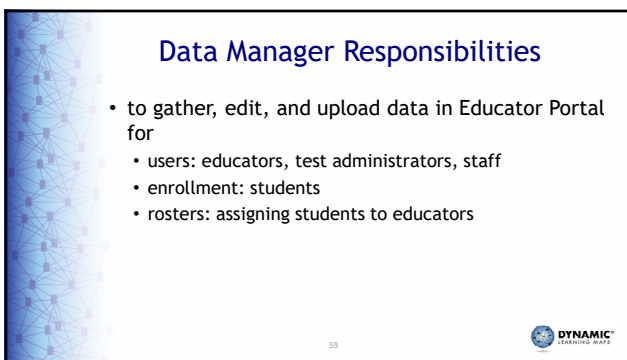 Data Manager Responsibilities
• to gather, edit, and upload data in Educator Portal
for
• users: educators, test administrators, staff
• enrollment: students
• rosters: assigning students to educators
59
DYNAMIC®
LEARNING MAPS